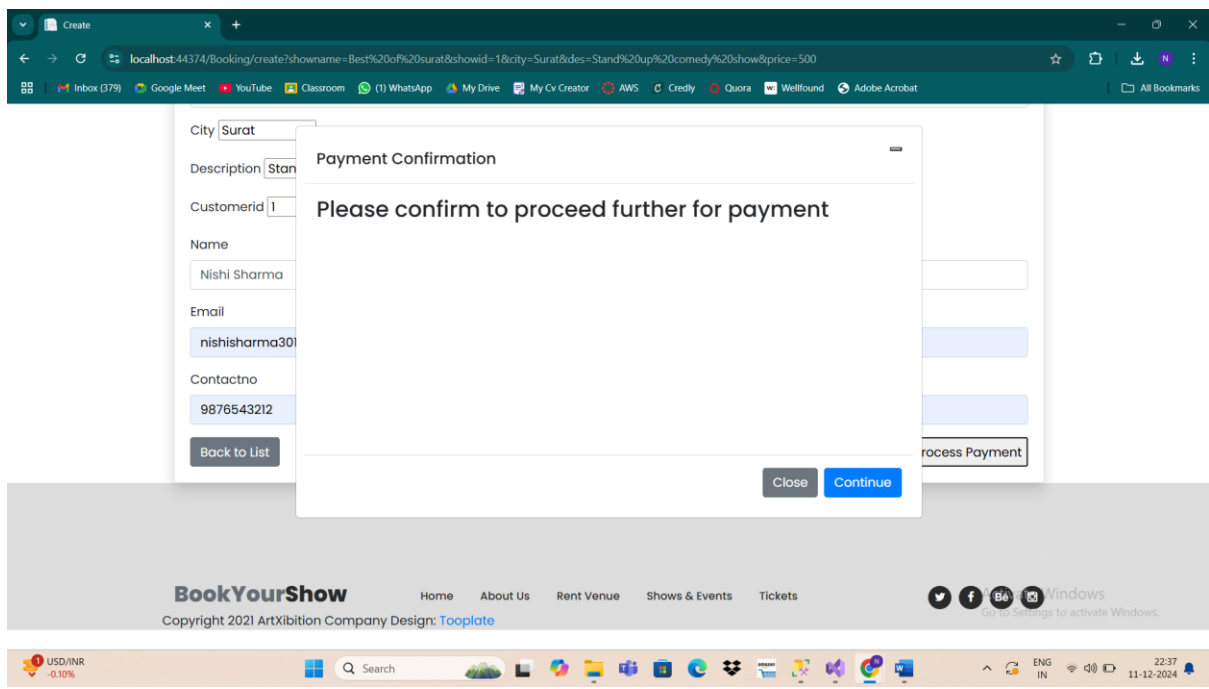 Create
localhost:44374/Booking/create?showname=Best%20of%20surat&showid=1&city=Surat&des=Stand%20up%20comedy%20show&price=500
N
Inbox (379) Google Meet YouTube Classroom (1) WhatsApp My Drive My Cv Creator AWS Credly Quora Wellfound Adobe Acrobat All Bookmarks
City Surat
Payment Confirmation
Description Stan
Please confirm to proceed further for payment
Customerid 1
Name
Nishi Sharma
Email
nishisharma301
Contactno
9876543212
Back to List
rocess Payment
Close Continue
BookYourShow Home About Us Rent Venue Shows & Events Tickets
Activate Windows
Go to Settings to activate Windows.
Copyright 2021 ArtXibition Company Design: Tooplate
1 USD/INR
-0.10%
Search
ENG
IN
22:37
11-12-2024